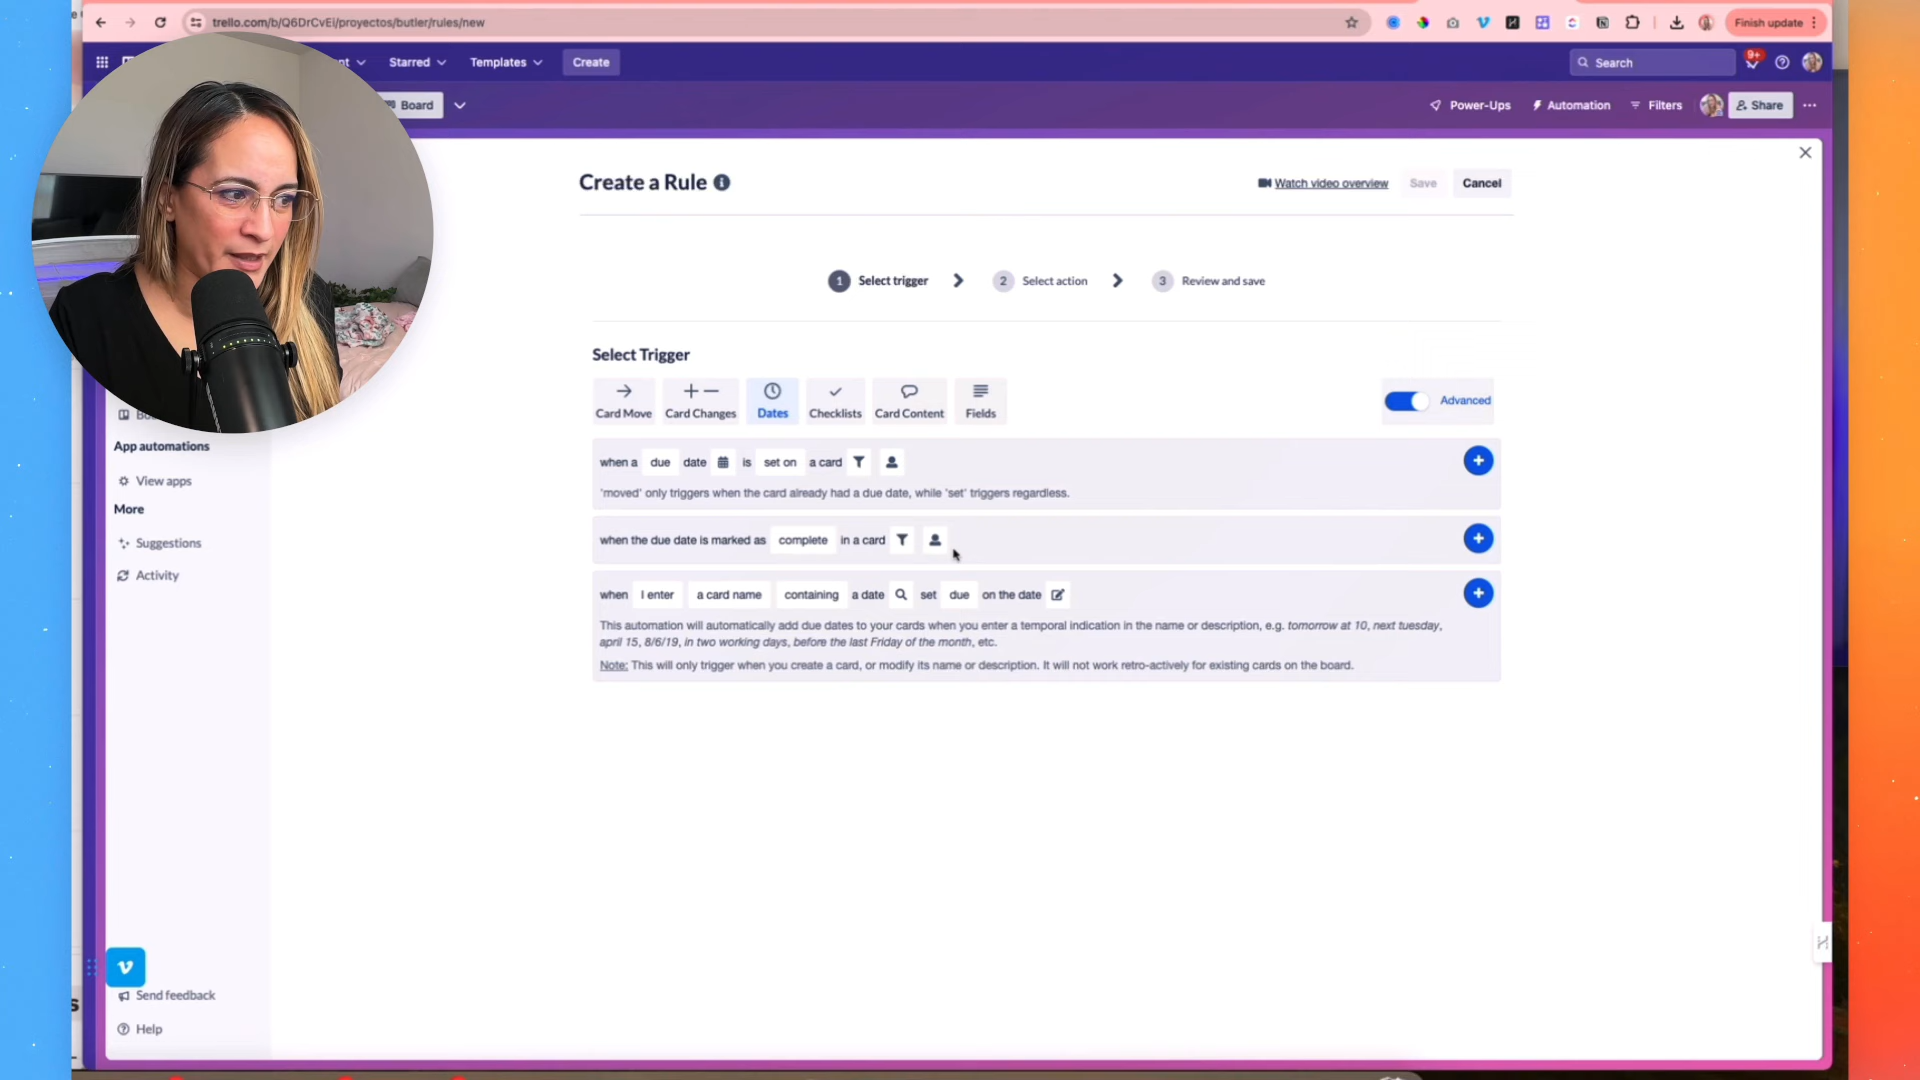 trello.com/b/Q6DrCvEi/proyectos/butler/rules/new
Finish update
nt Starred Templates Create
Search
9+
Board
Power-Ups Automation Filters Share
Create a Rule
Watch video overview Save Cancel
1 Select trigger 2 Select action 3 Review and save
Select Trigger
Card Move Card Changes Dates Checklists Card Content Fields
Advanced
App automations
View apps
More
Suggestions
Activity
when a due date is set on a card
'moved' only triggers when the card already had a due date, while 'set' triggers regardless.
when the due date is marked as complete in a card
when I enter a card name containing a date set due on the date
This automation will automatically add due dates to your cards when you enter a temporal indication in the name or description, e.g. tomorrow at 10, next tuesday,
april 15, 8/6/19, in two working days, before the last Friday of the month, etc.
Note: This will only trigger when you create a card, or modify its name or description. It will not work retro-actively for existing cards on the board.
Send feedback
Help